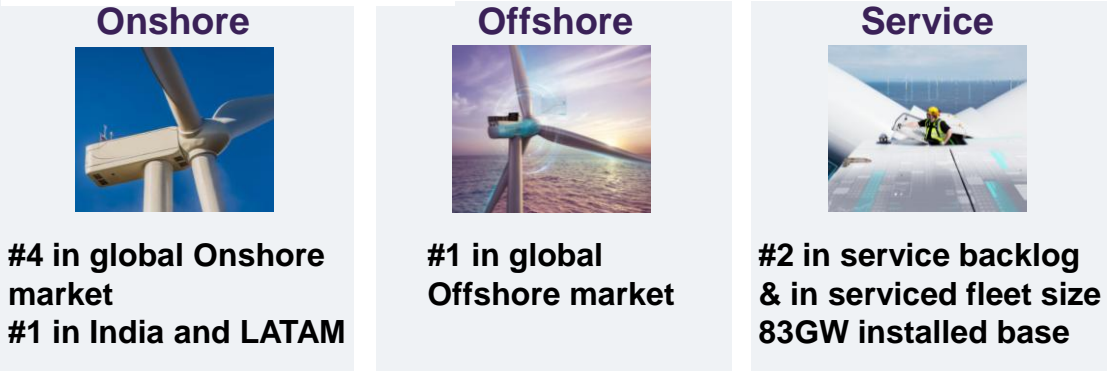 Onshore
#4 in global Onshore
market
#1 in India and LATAM
Offshore
#1 in global
Offshore market
Service
#2 in service backlog
& in serviced fleet size
83GW installed base